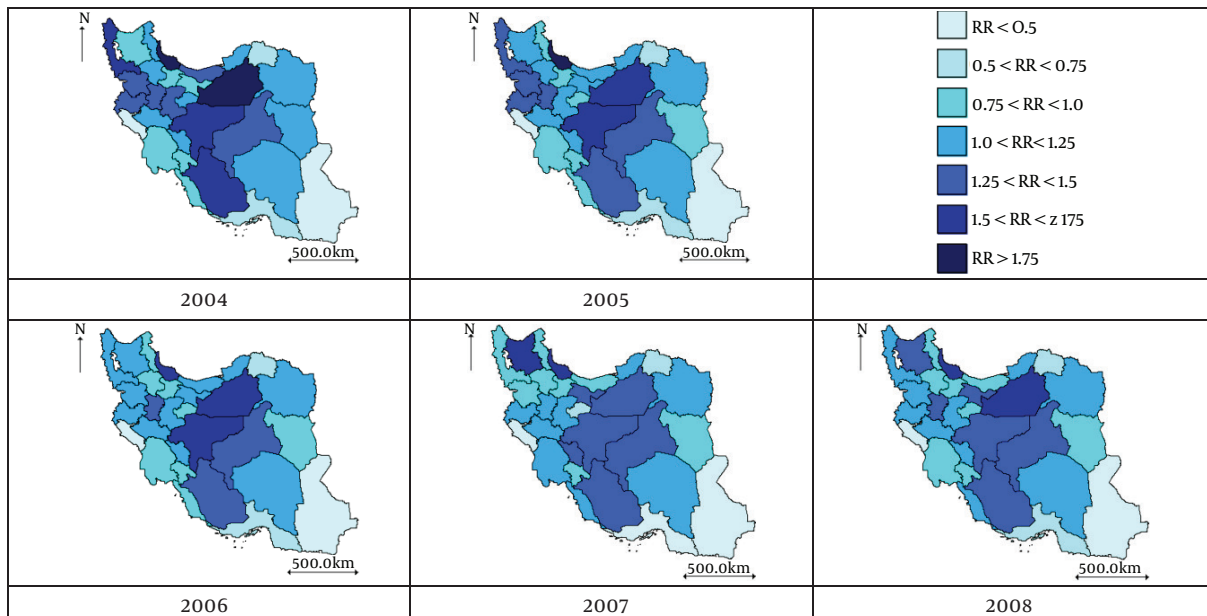 N
500.0km
2004
N
500.0km
2005
RR < 0.5
0.5 < RR < 0.75
0.75 < RR < 1.0
1.0 < RR< 1.25
1.25 < RR < 1.5
1.5 < RR < z 175
RR > 1.75
N
500.0km
2006
N
500.0km
2007
N
500.0km
2008